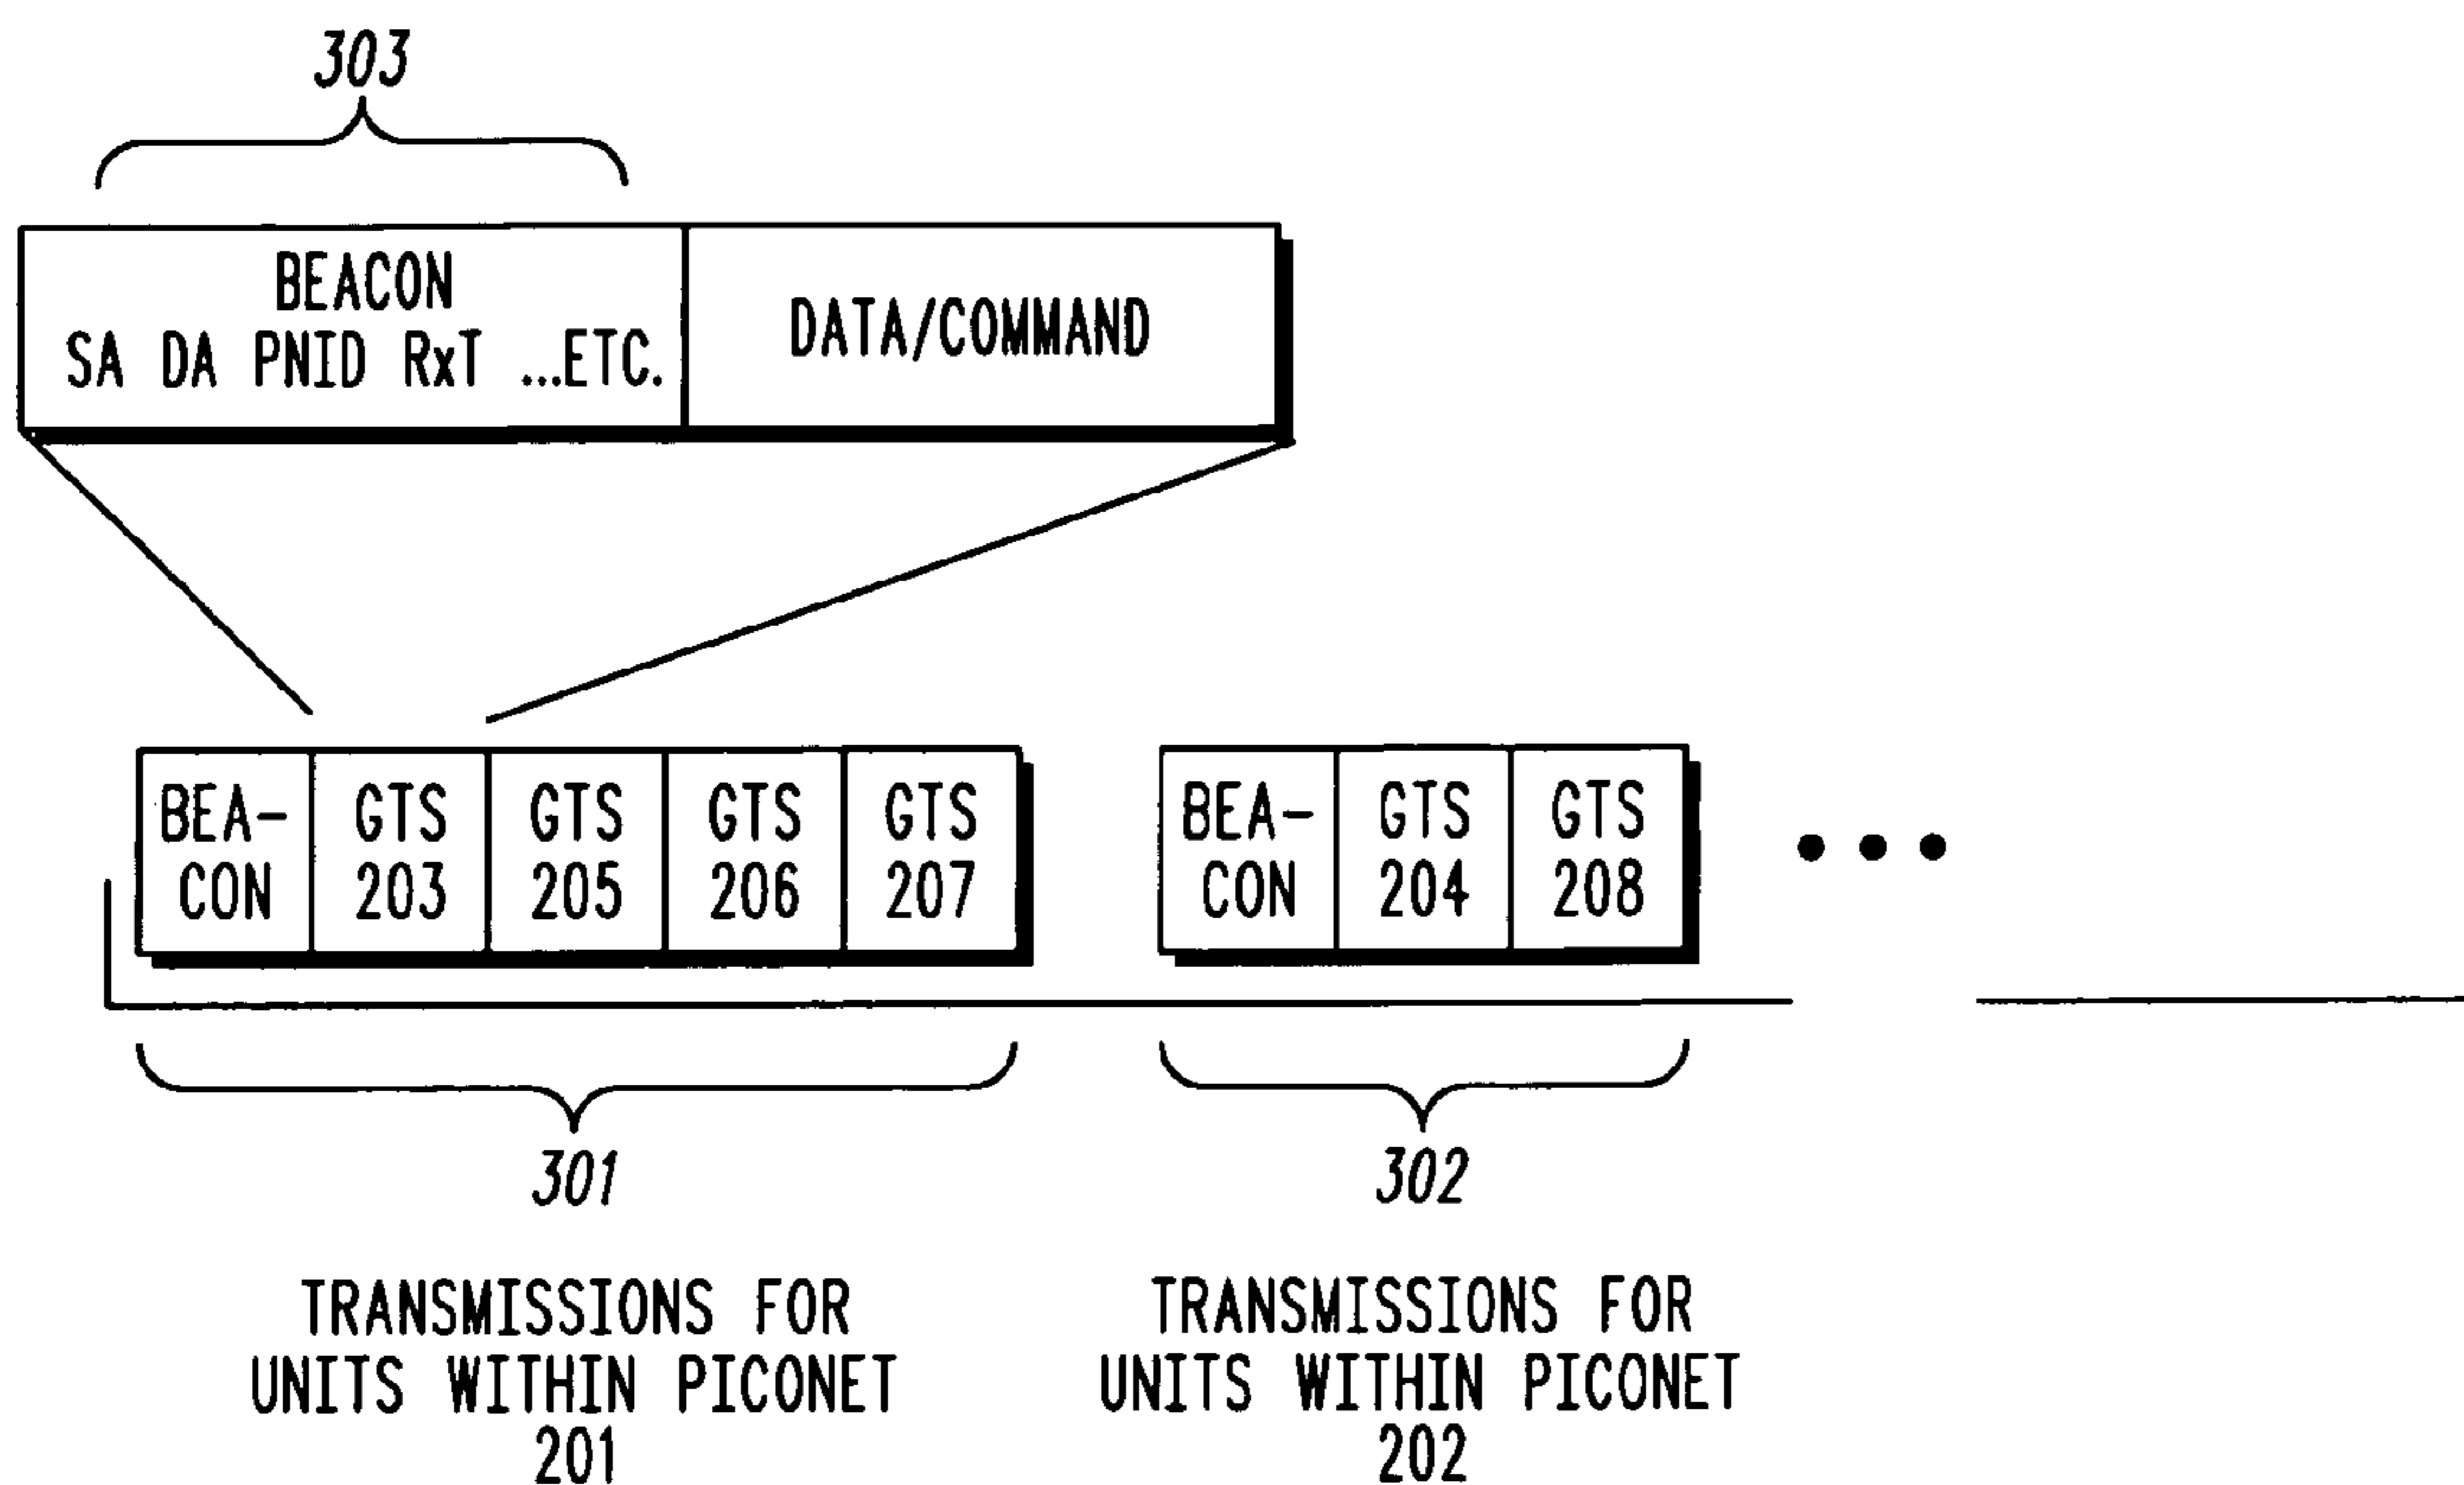 303
BEACON
SA DA PNID RxT ...ETC.
DATA/COMMAND
BEA-
CON
GTS
203
GTS
205
GTS
206
GTS
207
BEA-
CON
GTS
204
GTS
208
301
TRANSMISSIONS FOR
UNITS WITHIN PICONET
201
302
TRANSMISSIONS FOR
UNITS WITHIN PICONET
202